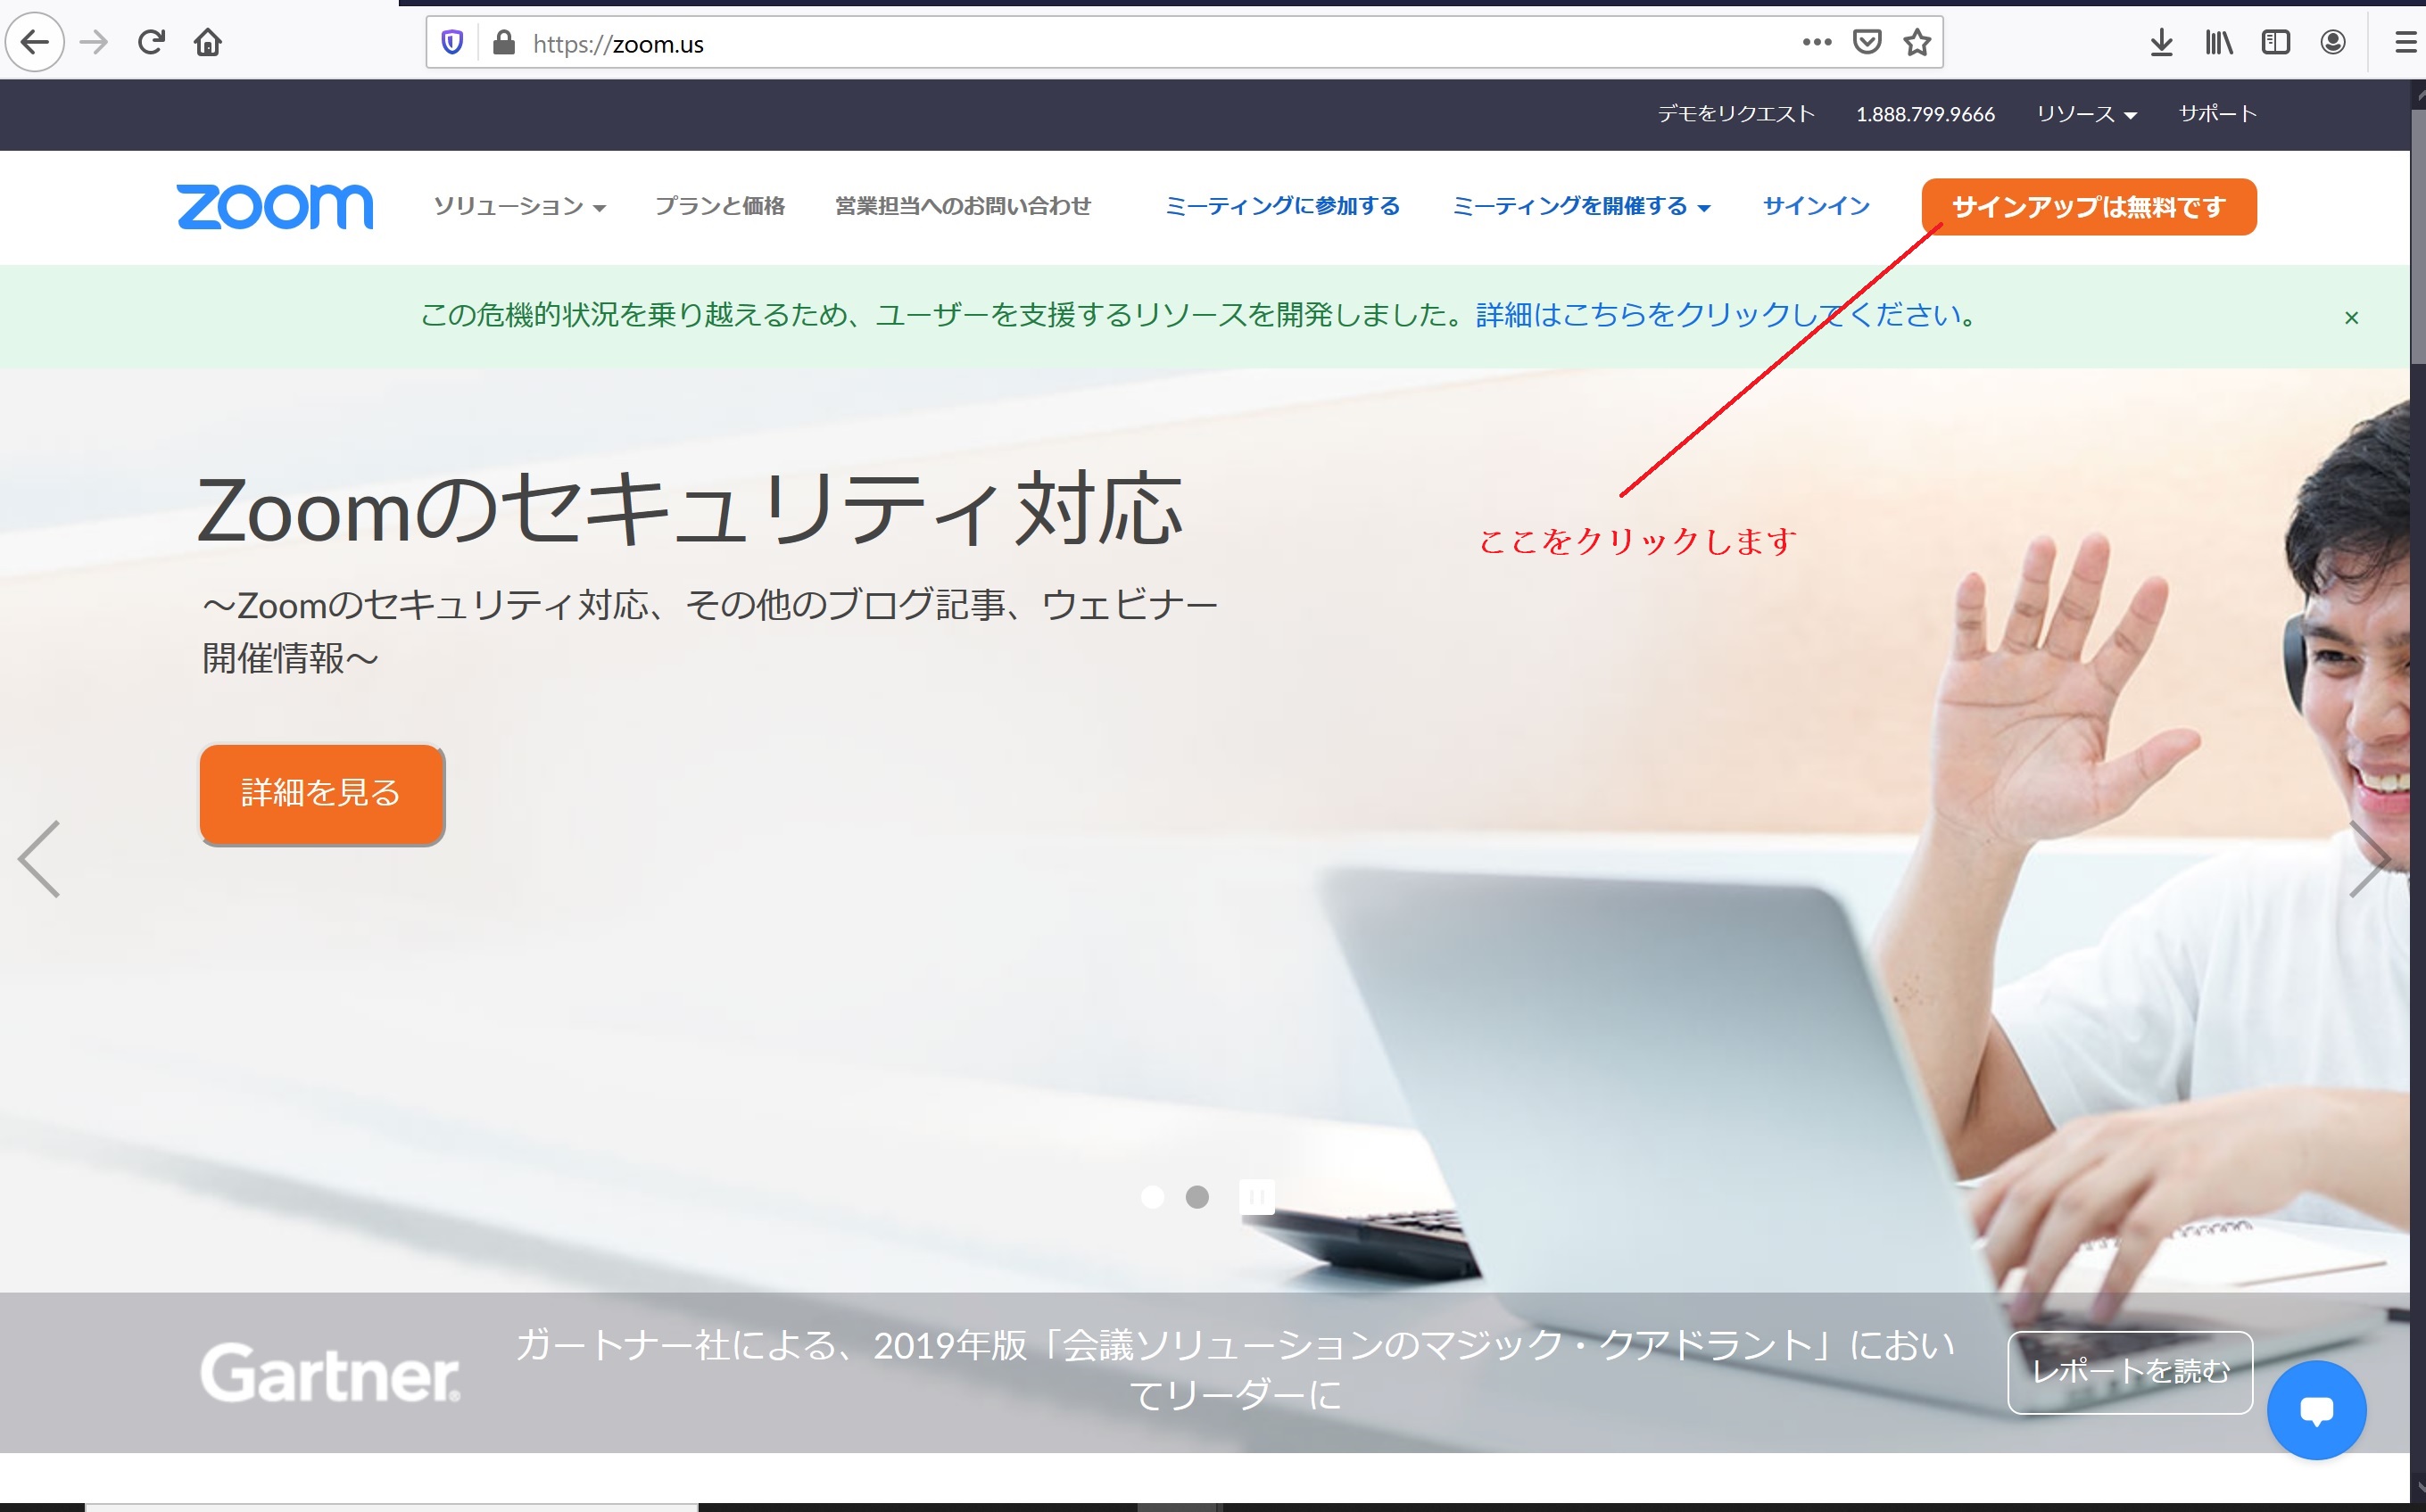 https://zoom.us
デモをリクエスト 1.888.799.9666 リソース サポート
zoom ソリューション プランと価格 営業担当へのお問い合わせ ミーティングに参加する ミーティングを開催する サインイン サインアップは無料です
この危機的状況を乗り越えるため、ユーザーを支援するリソースを開発しました。詳細はこちらをクリックしてください。 ×
Zoomのセキュリティ対応
ここをクリックします
～Zoomのセキュリティ対応、その他のブログ記事、ウェビナー
開催情報～
詳細を見る
Gartner®
ガートナー社による、2019年版「会議ソリューションのマジック・クアドラント」におい
てリーダーに
レポートを読む